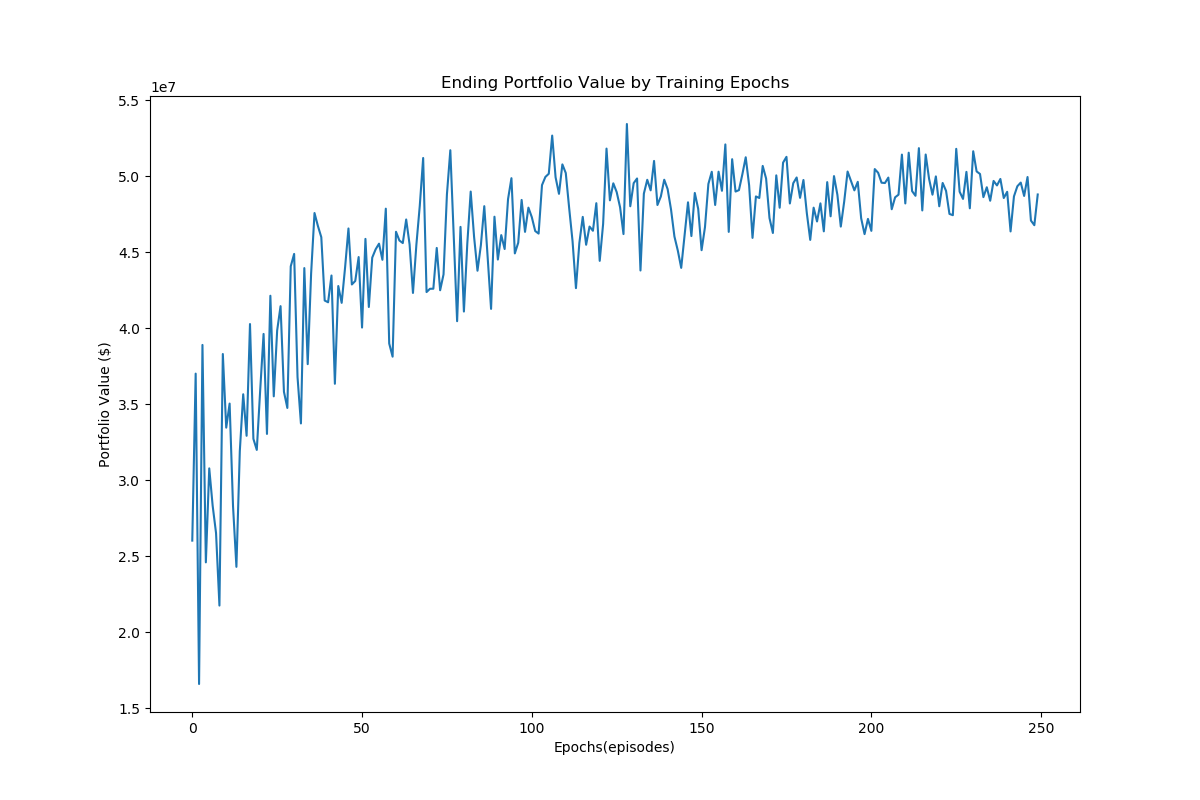 Ending Portfolio Value by Training Epochs
1e7
5.5
5.0
4.5
4.0
3.5
3.0
2.5
2.0
1.5
Portfolio Value ($)
0 50 100 150 200 250
Epochs(episodes)